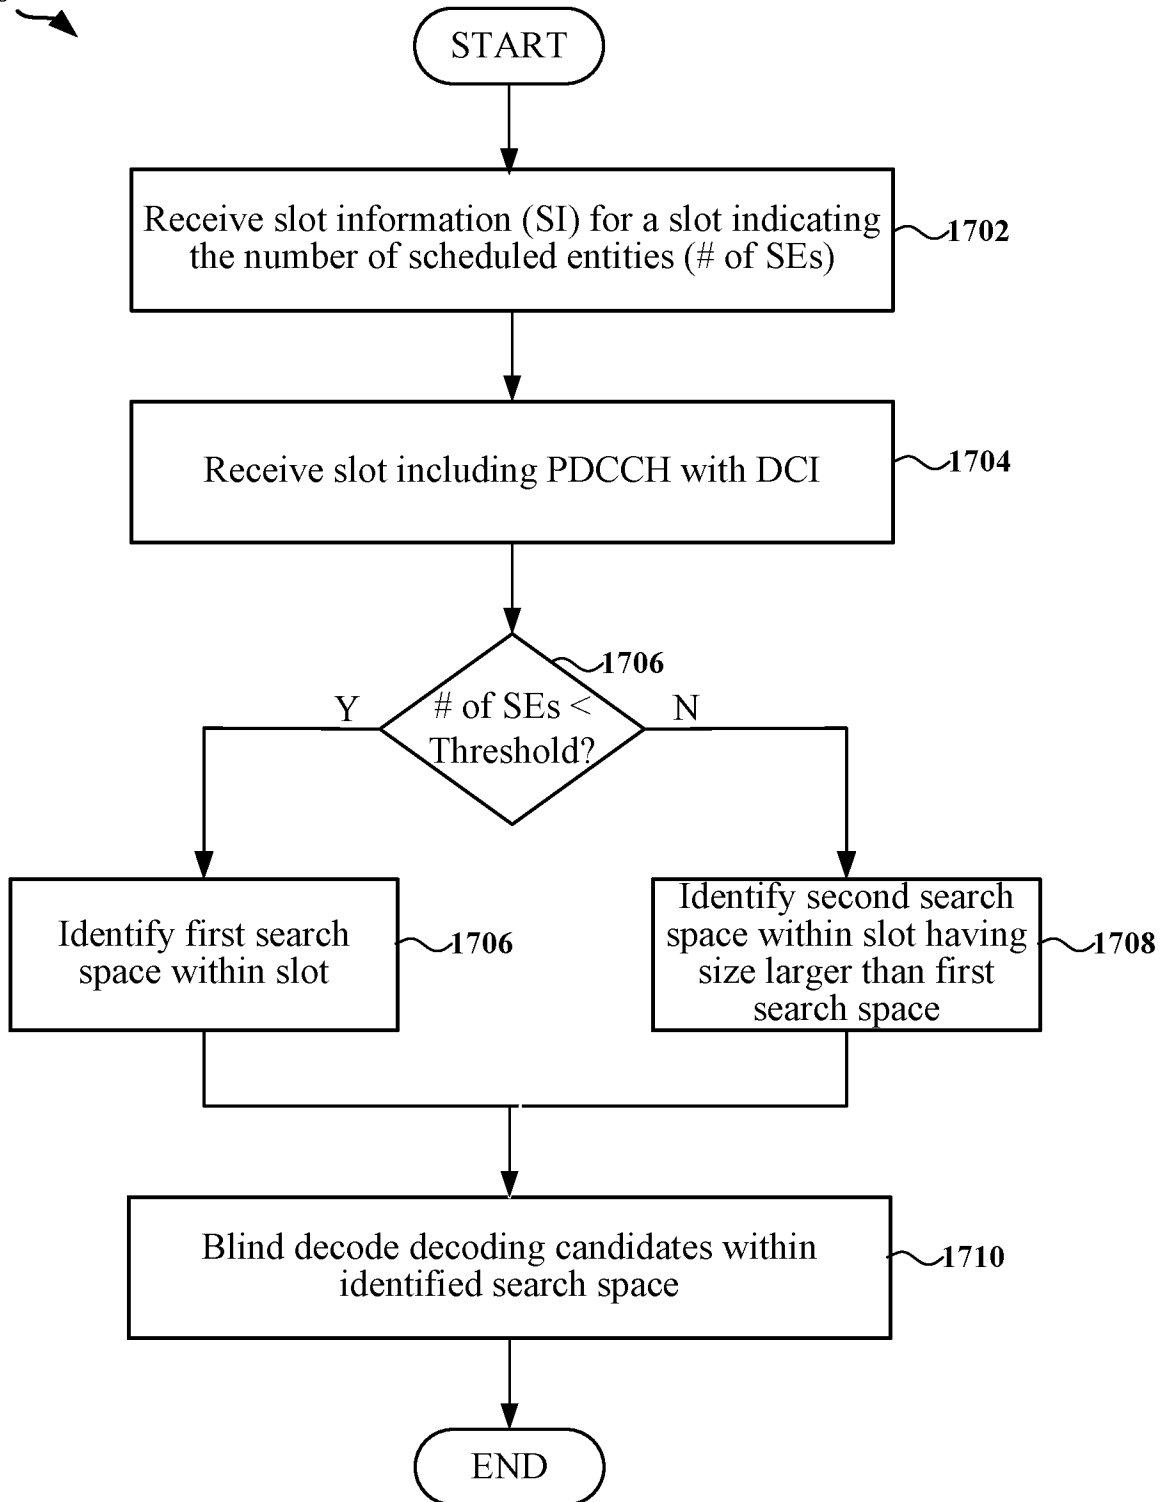 START
Receive slot information (SI) for a slot indicating
the number of scheduled entities (# of SEs)
1702
Receive slot including PDCCH with DCI
1704
1706
Y
# of SEs <
Threshold?
N
Identify first search
space within slot
1706
Identify second search
space within slot having
size larger than first
search space
1708
Blind decode decoding candidates within
identified search space
1710
END